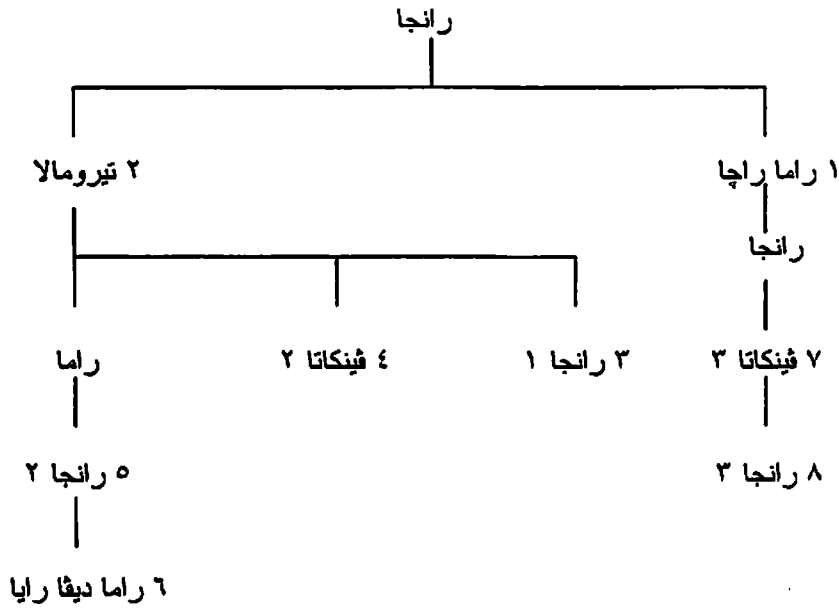 رانجا
١ راما راچا
٢ تيرومالا
رانجا
٧ ڤينكاتا ٣
٣ رانجا ١
٤ ڤينكاتا ٢
راما
٨ رانجا ٣
٥ رانجا ٢
٦ راما ديڤا رايا